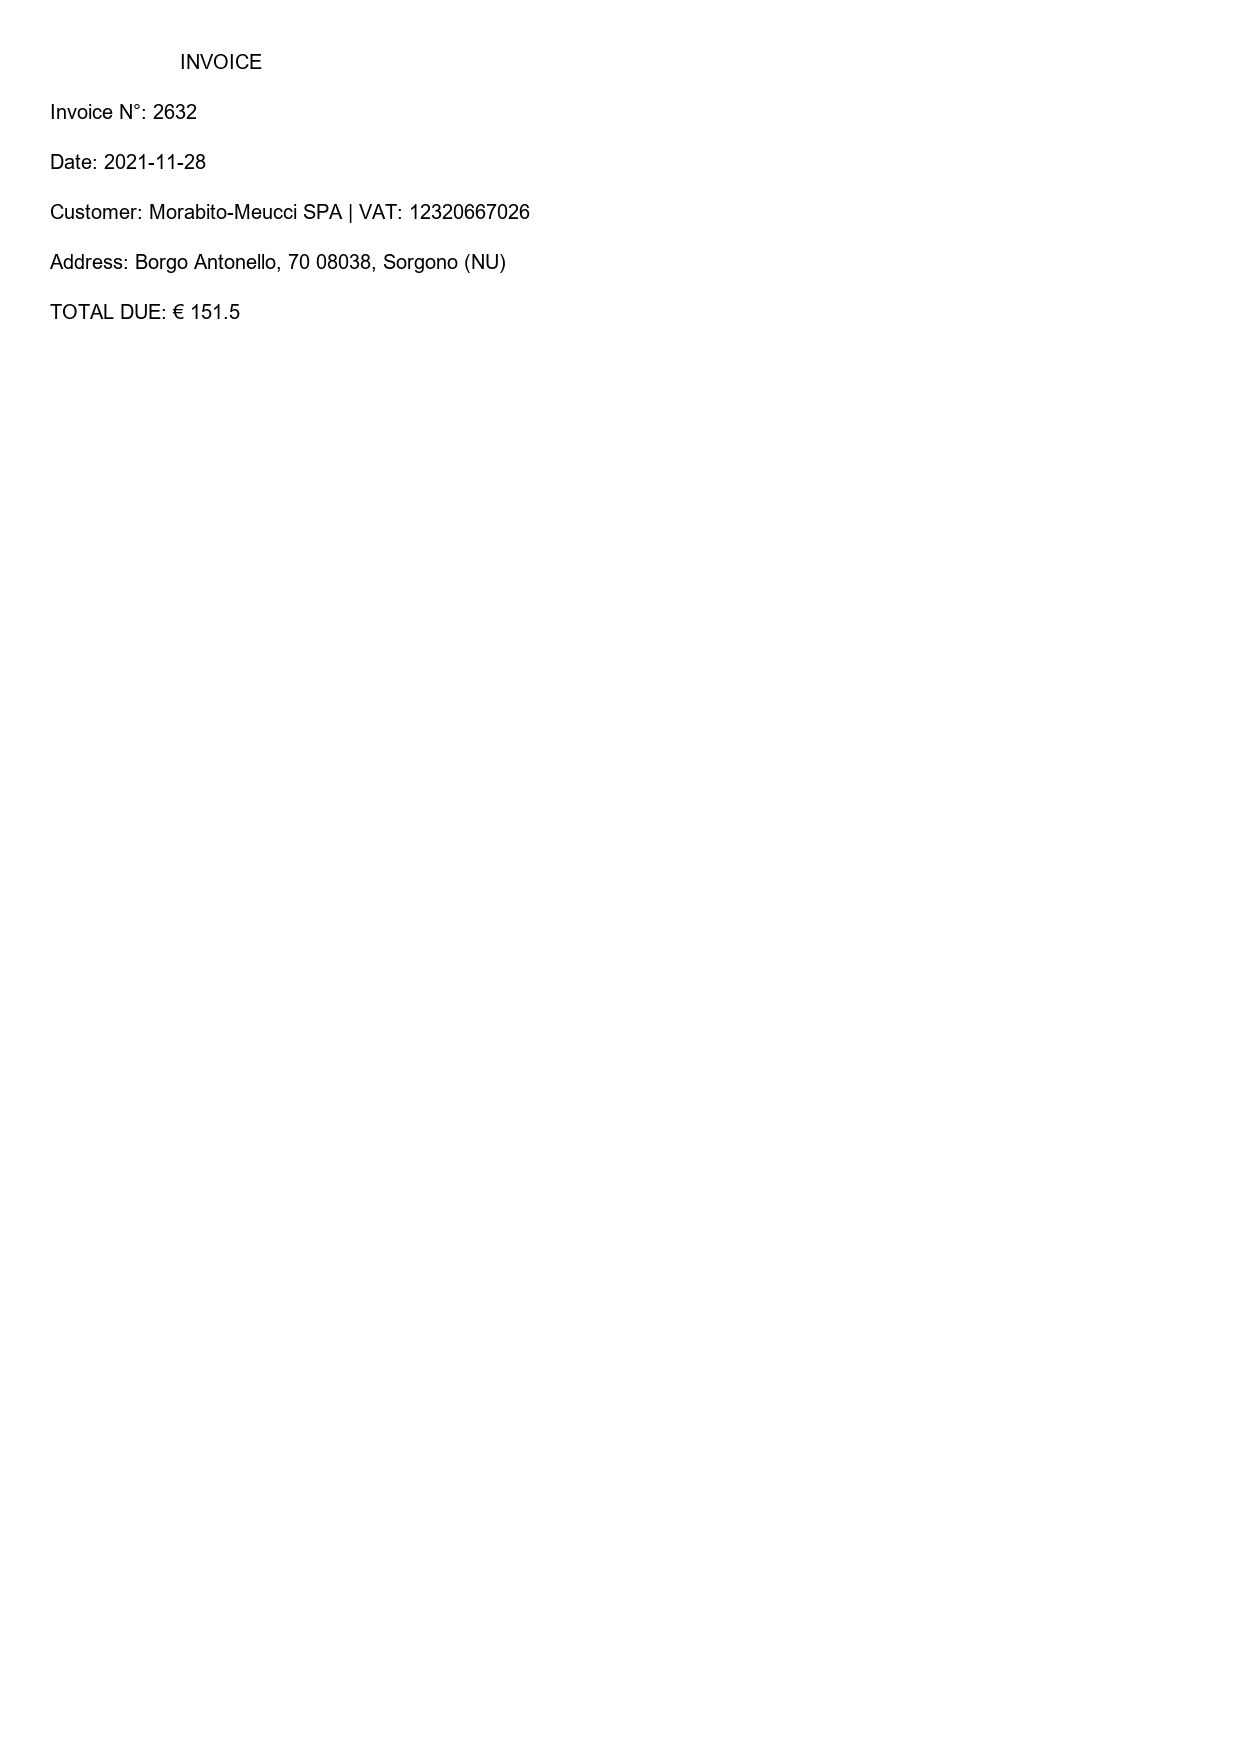 INVOICE
Invoice N°: 2632
Date: 2021-11-28
Customer: Morabito-Meucci SPA | VAT: 12320667026
Address: Borgo Antonello, 70 08038, Sorgono (NU)
TOTAL DUE: € 151.5